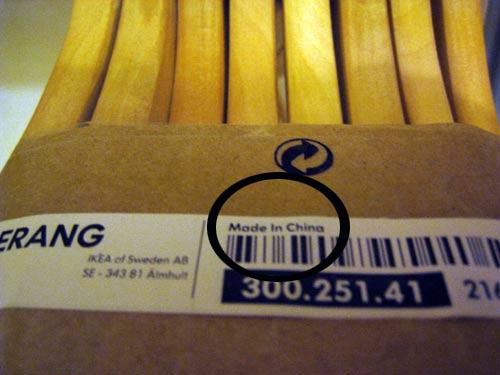 ERANG
IKEA of Sweden AB
SE - 343 81 Älmhult
Made in China
300.251.41
216